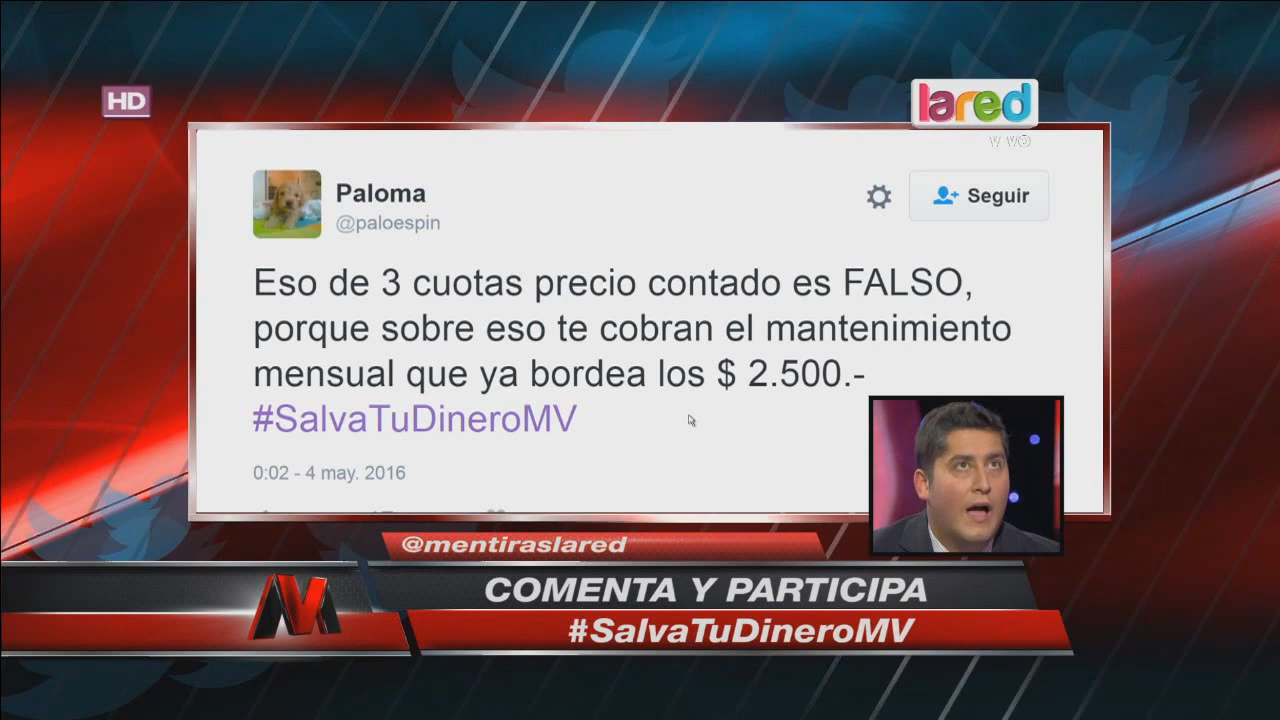 HD
lared
VIVO
Paloma
@paloespin
Seguir
Eso de 3 cuotas precio contado es FALSO,
porque sobre eso te cobran el mantenimiento
mensual que ya bordea los $ 2.500.-
#SalvaTuDineroMV
0:02 - 4 may. 2016
@mentiraslared
COMENTA Y PARTICIPA
#SalvaTuDineroMV